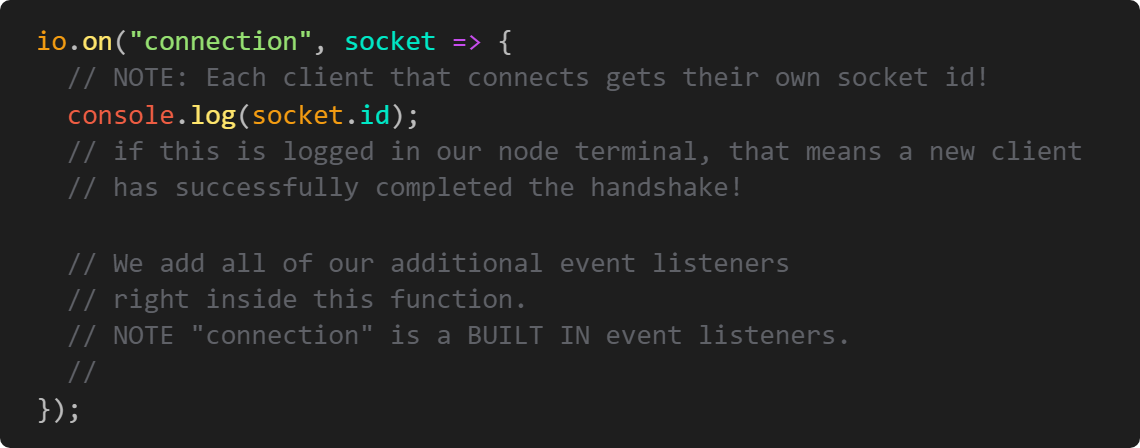 io.on("connection", socket => {
  // NOTE: Each client that connects gets their own socket id!
  console.log(socket.id);
  // if this is logged in our node terminal, that means a new client
  // has successfully completed the handshake!

  // We add all of our additional event listeners
  // right inside this function.
  // NOTE "connection" is a BUILT IN event listeners.
  //
});